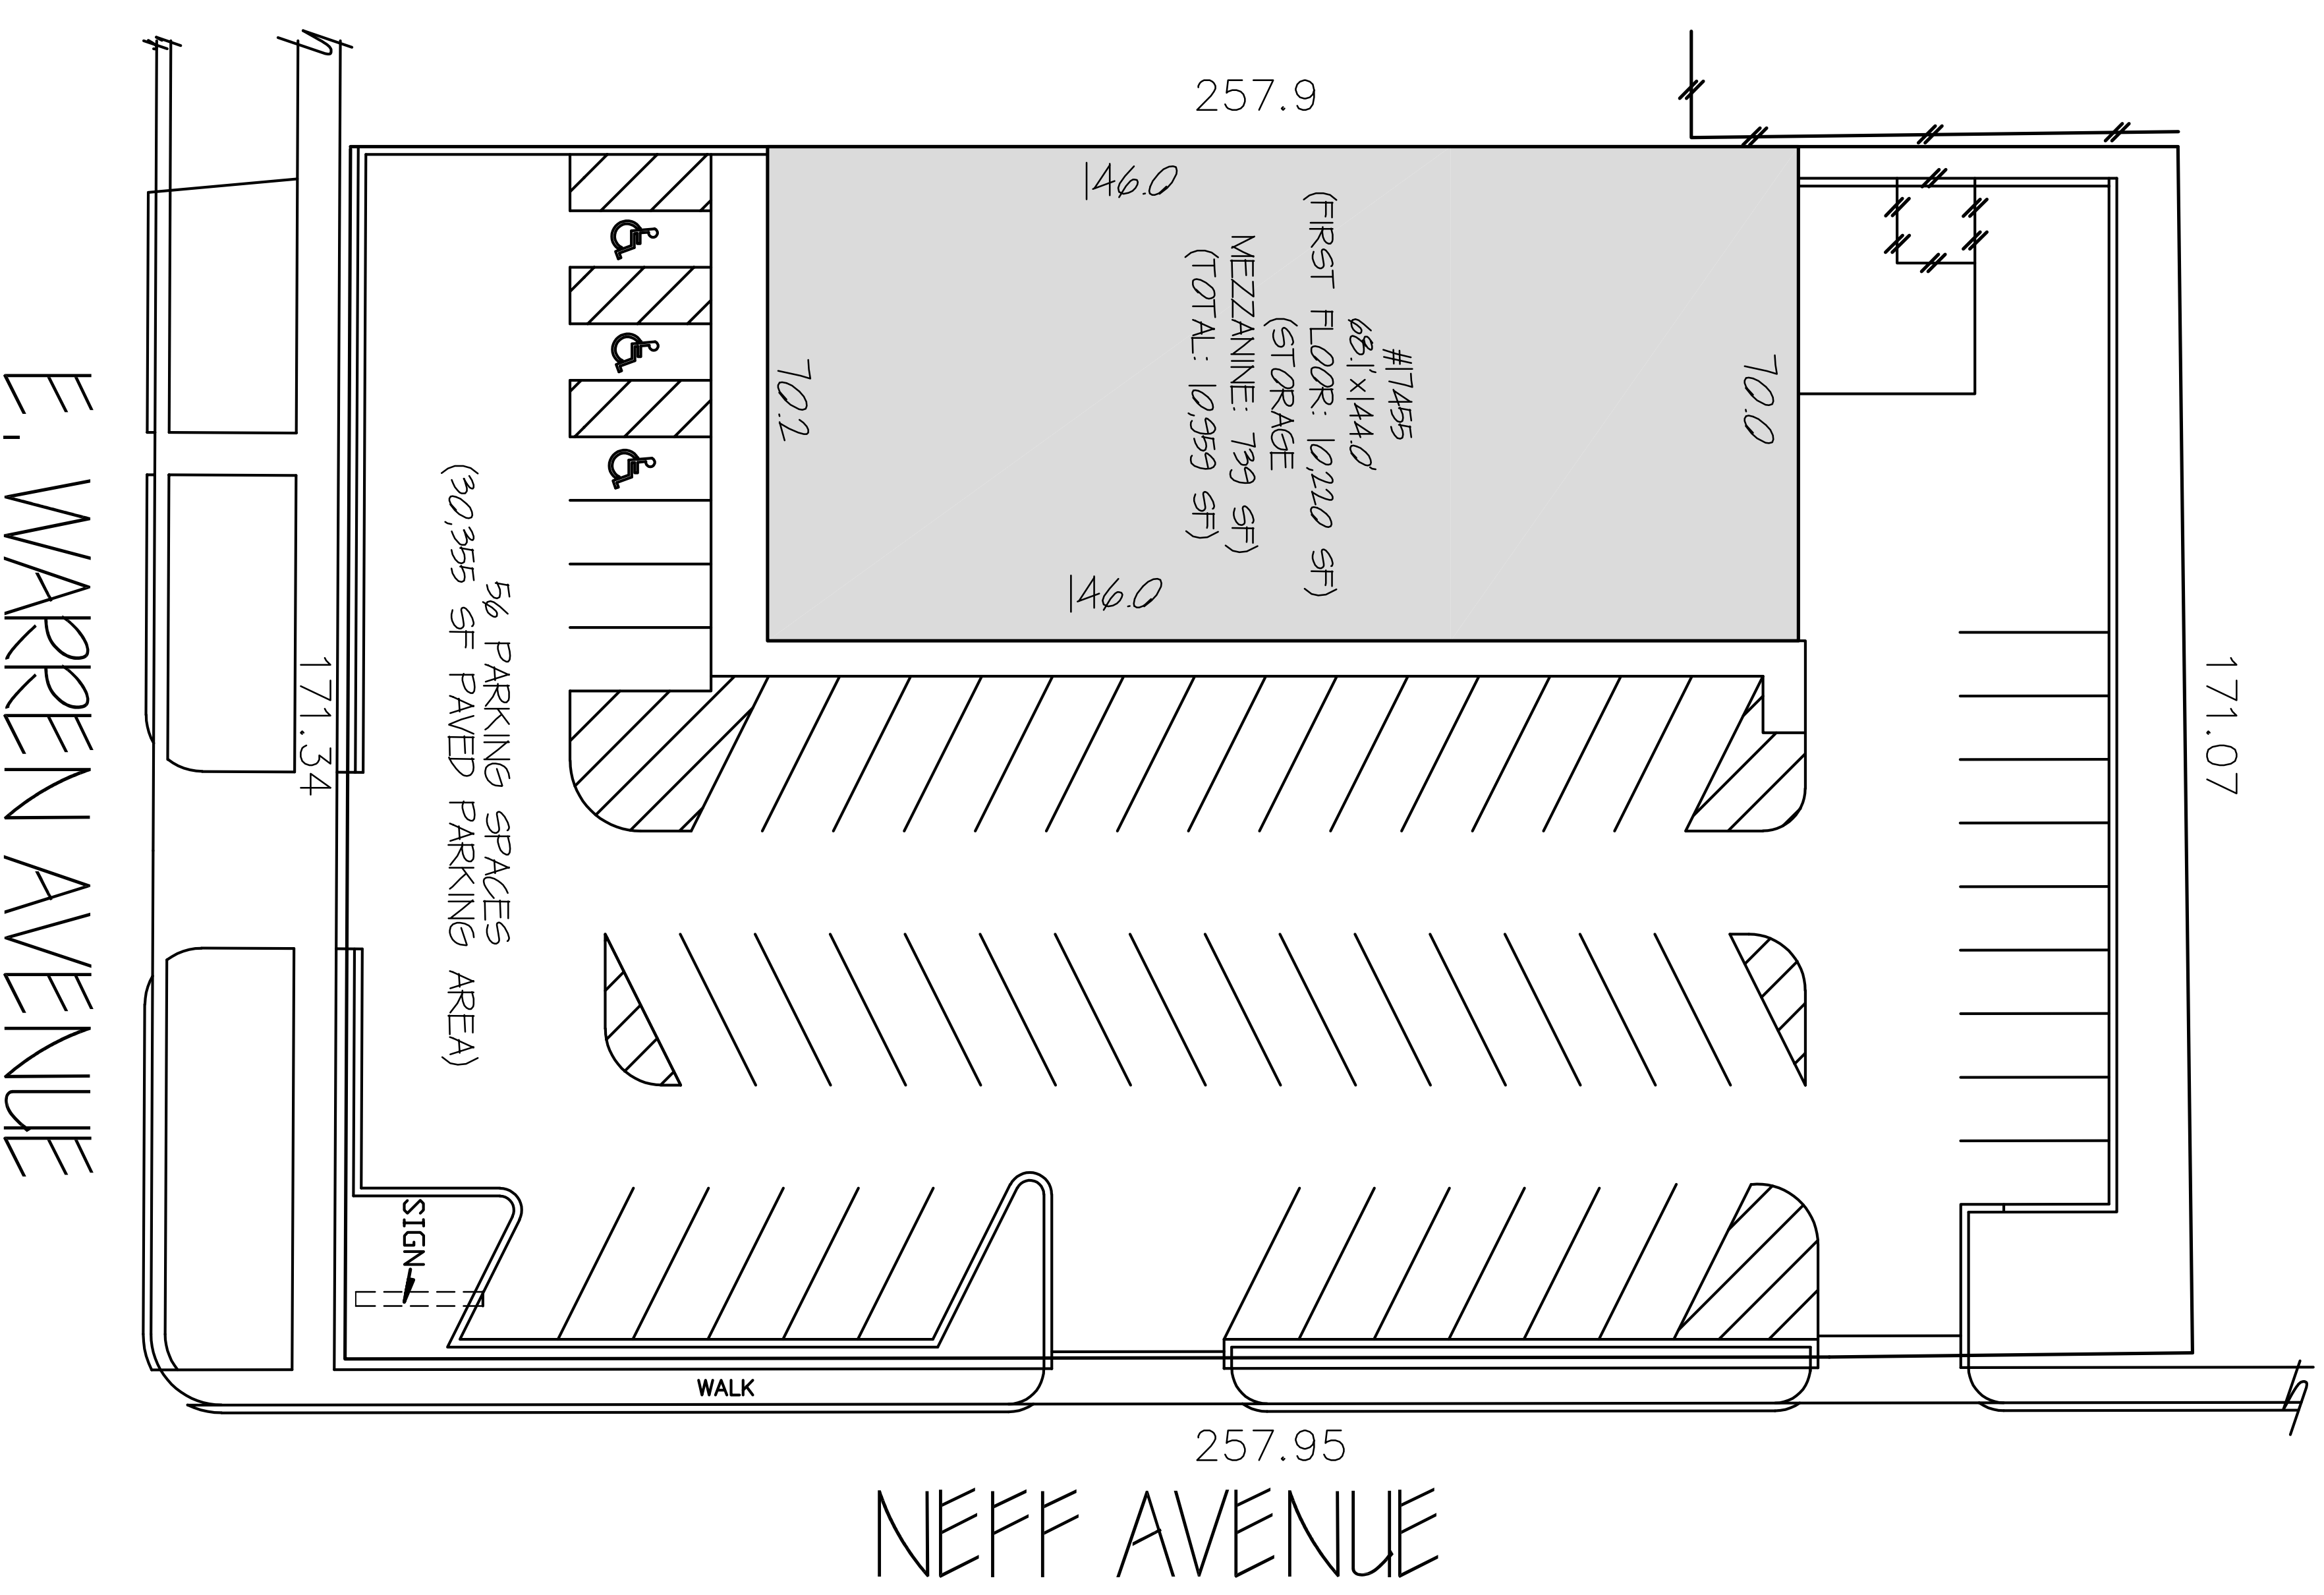 257.9
146.0
#17455
68.1'x144.0'
(FIRST FLOOR: 10,220 SF)
(STORAGE
MEZZANINE: 739 SF)
(TOTAL: 10,959 SF)
70.2
70.0
146.0
56 PARKING SPACES
(30,355 SF PAVED PARKING AREA)
171.34
171.07
E. WARREN AVENUE
SIGN
WALK
257.95
NEFF AVENUE